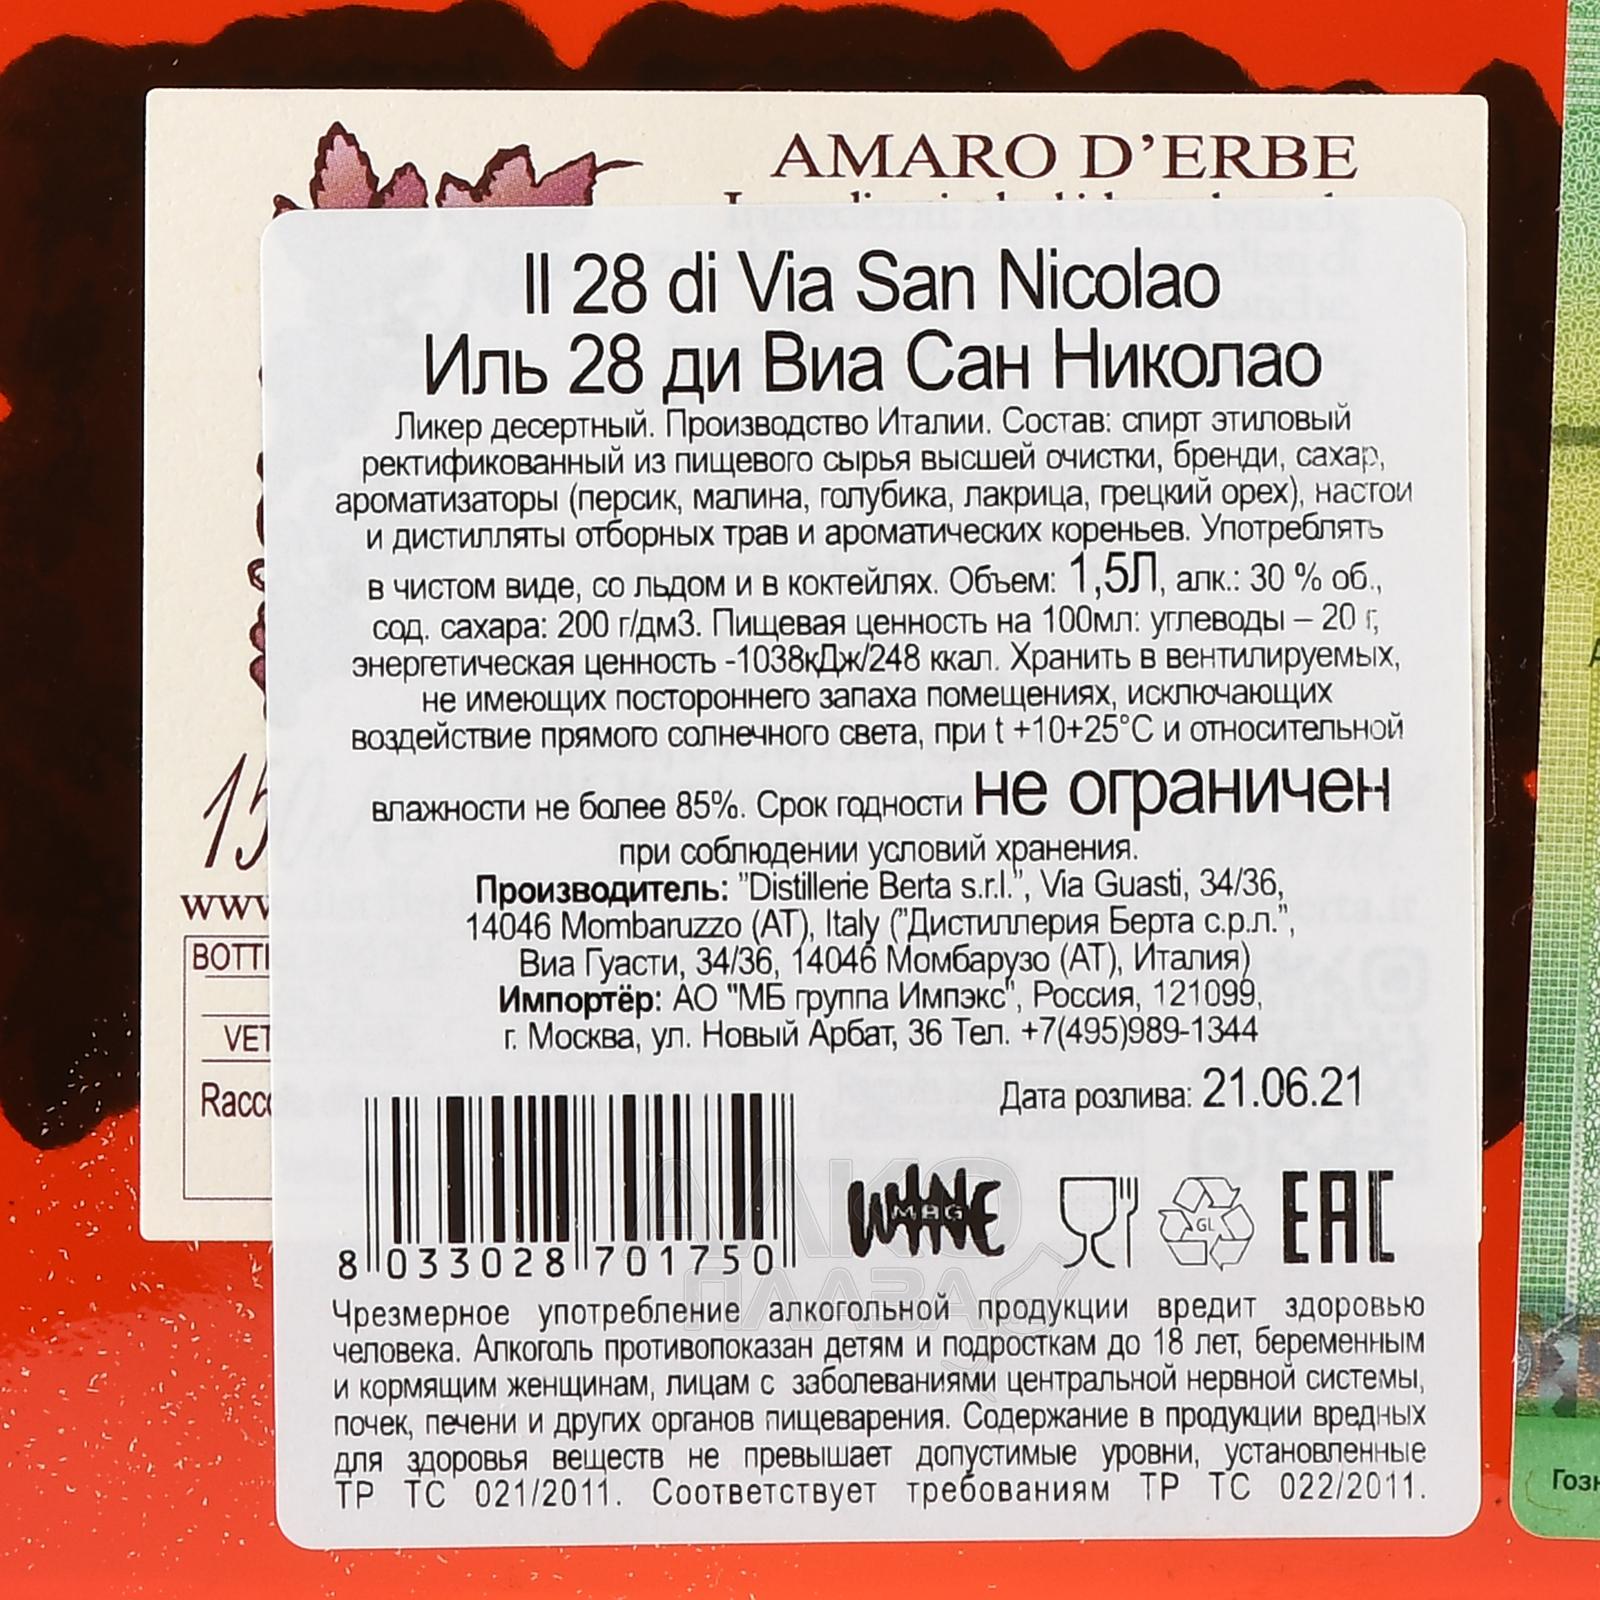 AMARO D'ERBE
Il 28 di Via San Nicolao
Иль 28 ди Виа Сан Николао
Ликер десертный. Производство Италии. Состав: спирт этиловый
ректификованный из пищевого сырья высшей очистки, бренди, сахар,
ароматизаторы (персик, малина, голубика, лакрица, грецкий орех), настои
и дистилляты отборных трав и ароматических кореньев. Употреблять
в чистом виде, со льдом и в коктейлях. Объем: 1,5Л, алк.: 30 % об.,
сод. сахара: 200 г/дм3. Пищевая ценность на 100мл: углеводы – 20 г,
энергетическая ценность -1038кДж/248 ккал. Хранить в вентилируемых,
не имеющих постороннего запаха помещениях, исключающих
воздействие прямого солнечного света, при t +10+25°С и относительной
влажности не более 85%. Срок годности не ограничен
при соблюдении условий хранения.
Производитель: "Distillerie Berta s.r.l.", Via Guasti, 34/36,
14046 Mombaruzzo (AT), Italy ("Дистиллерия Берта с.р.л.",
Виа Гуасти, 34/36, 14046 Момбарузо (АТ), Италия)
Импортёр: АО "МБ группа Импэкс", Россия, 121099,
г. Москва, ул. Новый Арбат, 36 Тел. +7(495)989-1344
Дата розлива: 21.06.21
8 033028 701750
WINE
MAG
GL
EAC
АЛКО
ПЛАЗА
Чрезмерное употребление алкогольной продукции вредит здоровью
человека. Алкоголь противопоказан детям и подросткам до 18 лет, беременным
и кормящим женщинам, лицам с заболеваниями центральной нервной системы,
почек, печени и других органов пищеварения. Содержание в продукции вредных
для здоровья веществ не превышает допустимые уровни, установленные
ТР ТС 021/2011. Соответствует требованиям ТР ТС 022/2011.
www
BOTTI
VET
Racco
Гозн